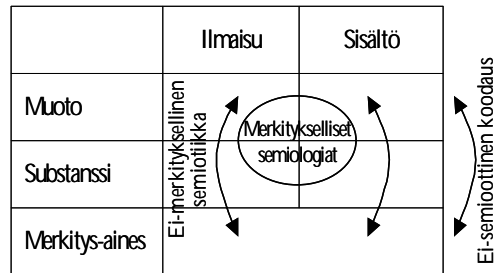 Ilmaisu
Sisältö
Muoto
Substanssi
Merkitys-aines
Ei-merkityksellinen
semiotiikka
Merkitykselliset
semiologiat
Ei-semioottinen koodaus